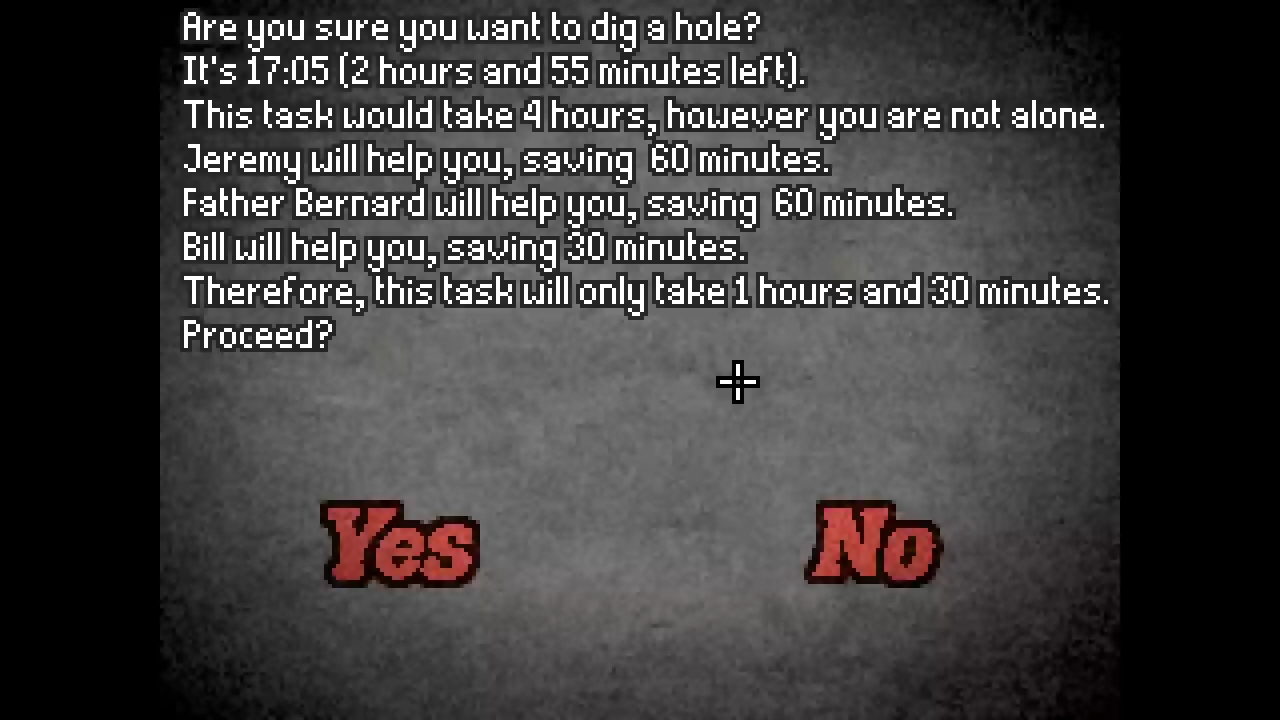 Are you sure you want to dig a hole?
It's 17:05 (2 hours and 55 minutes left).
This task would take 4 hours, however you are not alone.
Jeremy will help you, saving  60 minutes.
Father Bernard will help you, saving  60 minutes.
Bill will help you, saving 30 minutes.
Therefore, this task will only take 1 hours and 30 minutes.
Proceed?
Yes No